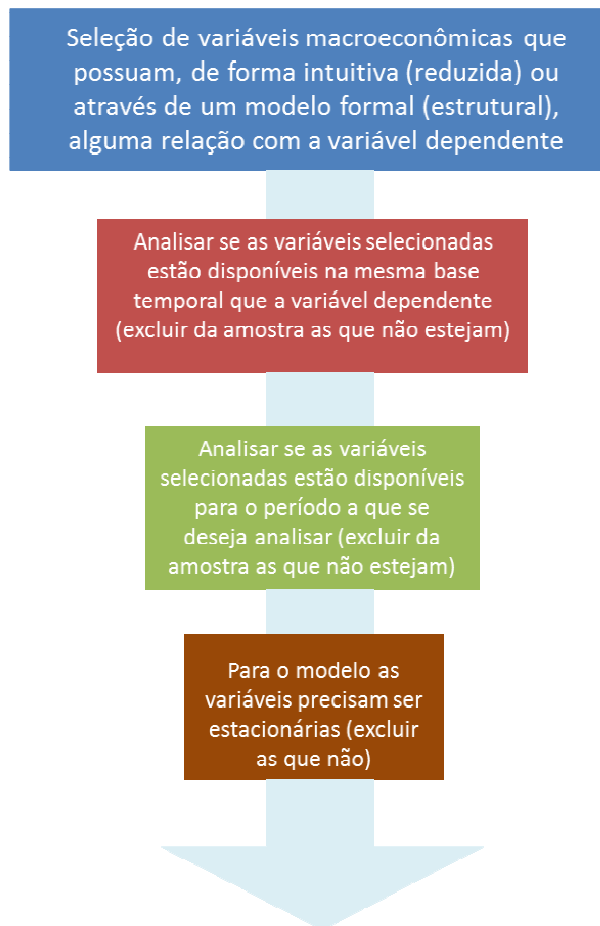 Seleção de variáveis macroeconômicas que
possuam, de forma intuitiva (reduzida) ou
através de um modelo formal (estrutural),
alguma relação com a variável dependente
Analisar se as variáveis selecionadas
estão disponíveis na mesma base
temporal que a variável dependente
(excluir da amostra as que não estejam)
Analisar se as variáveis
selecionadas estão disponíveis
para o período a que se
deseja analisar (excluir da
amostra as que não estejam)
Para o modelo as
variáveis precisam ser
estacionárias (excluir
as que não)